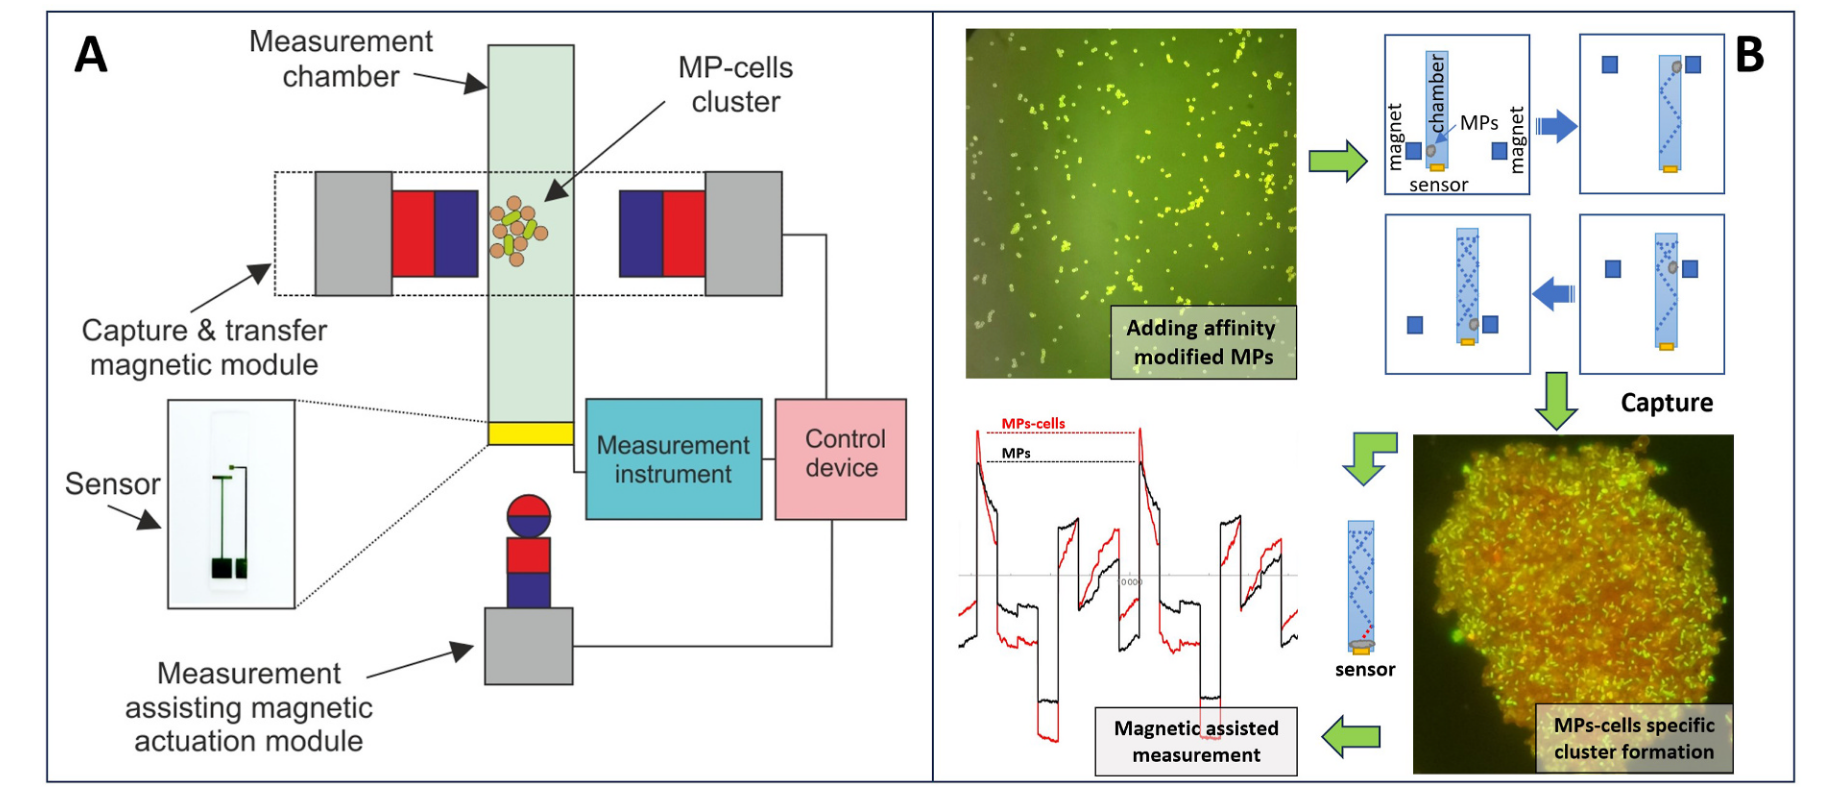 A
Measurement
chamber
MP-cells
cluster
Capture & transfer
magnetic module
Sensor
Measurement
instrument
Control
device
Measurement
assisting magnetic
actuation module
B
Adding affinity
modified MPs
magnet
chamber
MPs
magnet
sensor
Capture
MPs-cells
MPs
sensor
Magnetic assisted
measurement
MPs-cells specific
cluster formation